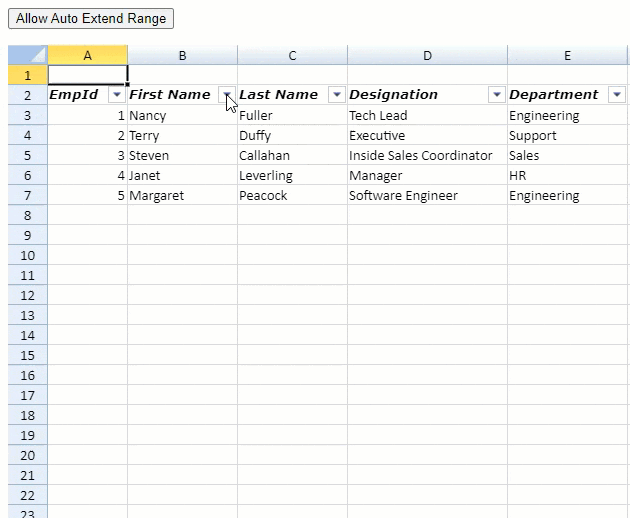 Allow Auto Extend Range
A B C D E
1
2 EmpId First Name Last Name Designation Department
3 1 Nancy Fuller Tech Lead Engineering
4 2 Terry Duffy Executive Support
5 3 Steven Callahan Inside Sales Coordinator Sales
6 4 Janet Leverling Manager HR
7 5 Margaret Peacock Software Engineer Engineering
8
9
10
11
12
13
14
15
16
17
18
19
20
21
22
23